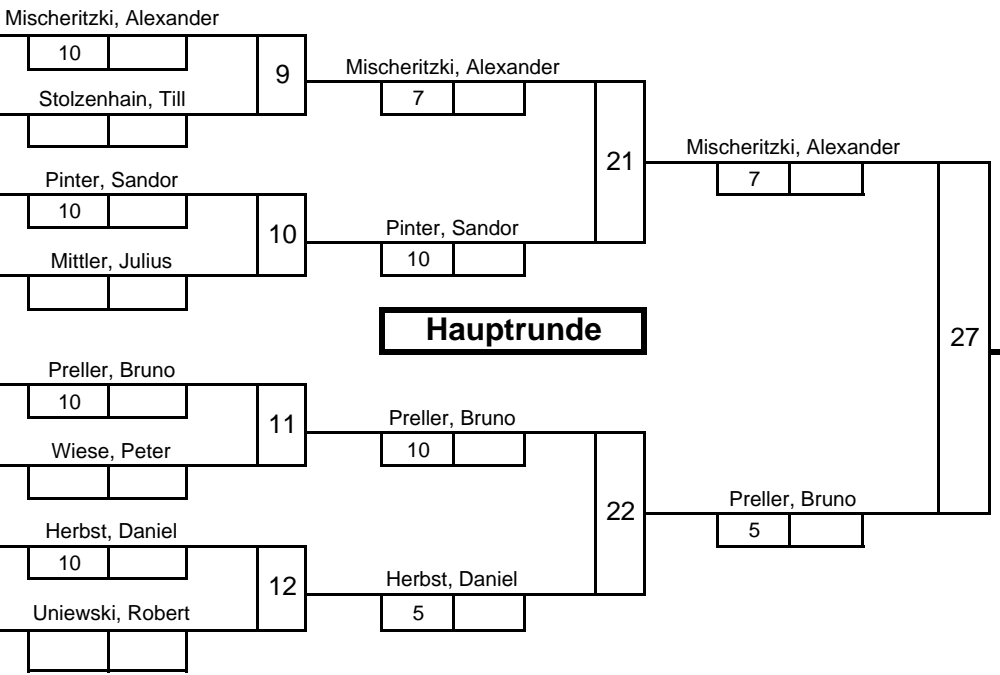 Mischeritzki, Alexander
10
9
Stolzenhain, Till
Mischeritzki, Alexander
7
Pinter, Sandor
10
10
Mittler, Julius
Pinter, Sandor
10
21
Mischeritzki, Alexander
7
Hauptrunde
27
Preller, Bruno
10
11
Wiese, Peter
Preller, Bruno
10
Herbst, Daniel
10
12
Uniewski, Robert
Herbst, Daniel
5
22
Preller, Bruno
5